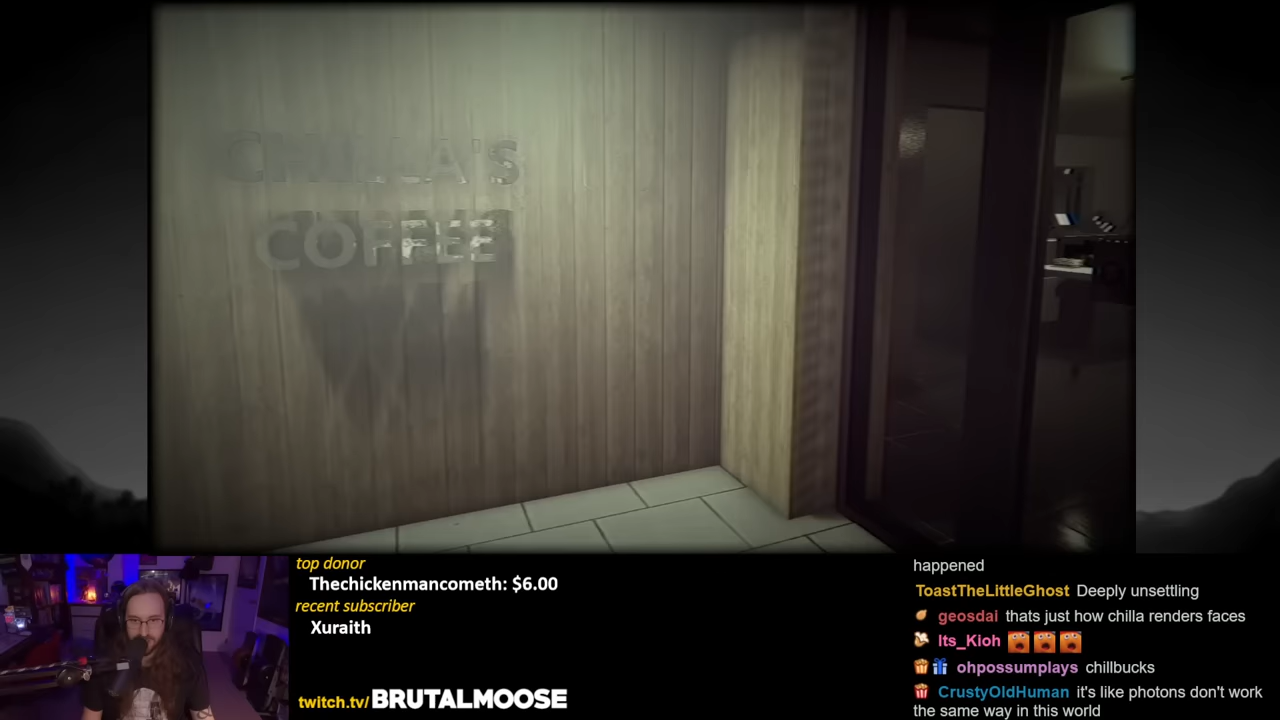 CHILLA'S
COFFEE
top donor
Thechickenmancometh: $6.00
recent subscriber
Xuraith
twitch.tv/BRUTALMOOSE
happened
ToastTheLittleGhost Deeply unsettling
geosdai thats just how chilla renders faces
Its_Kloh
ohpossumplays chillbucks
CrustyOldHuman it's like photons don't work
the same way in this world